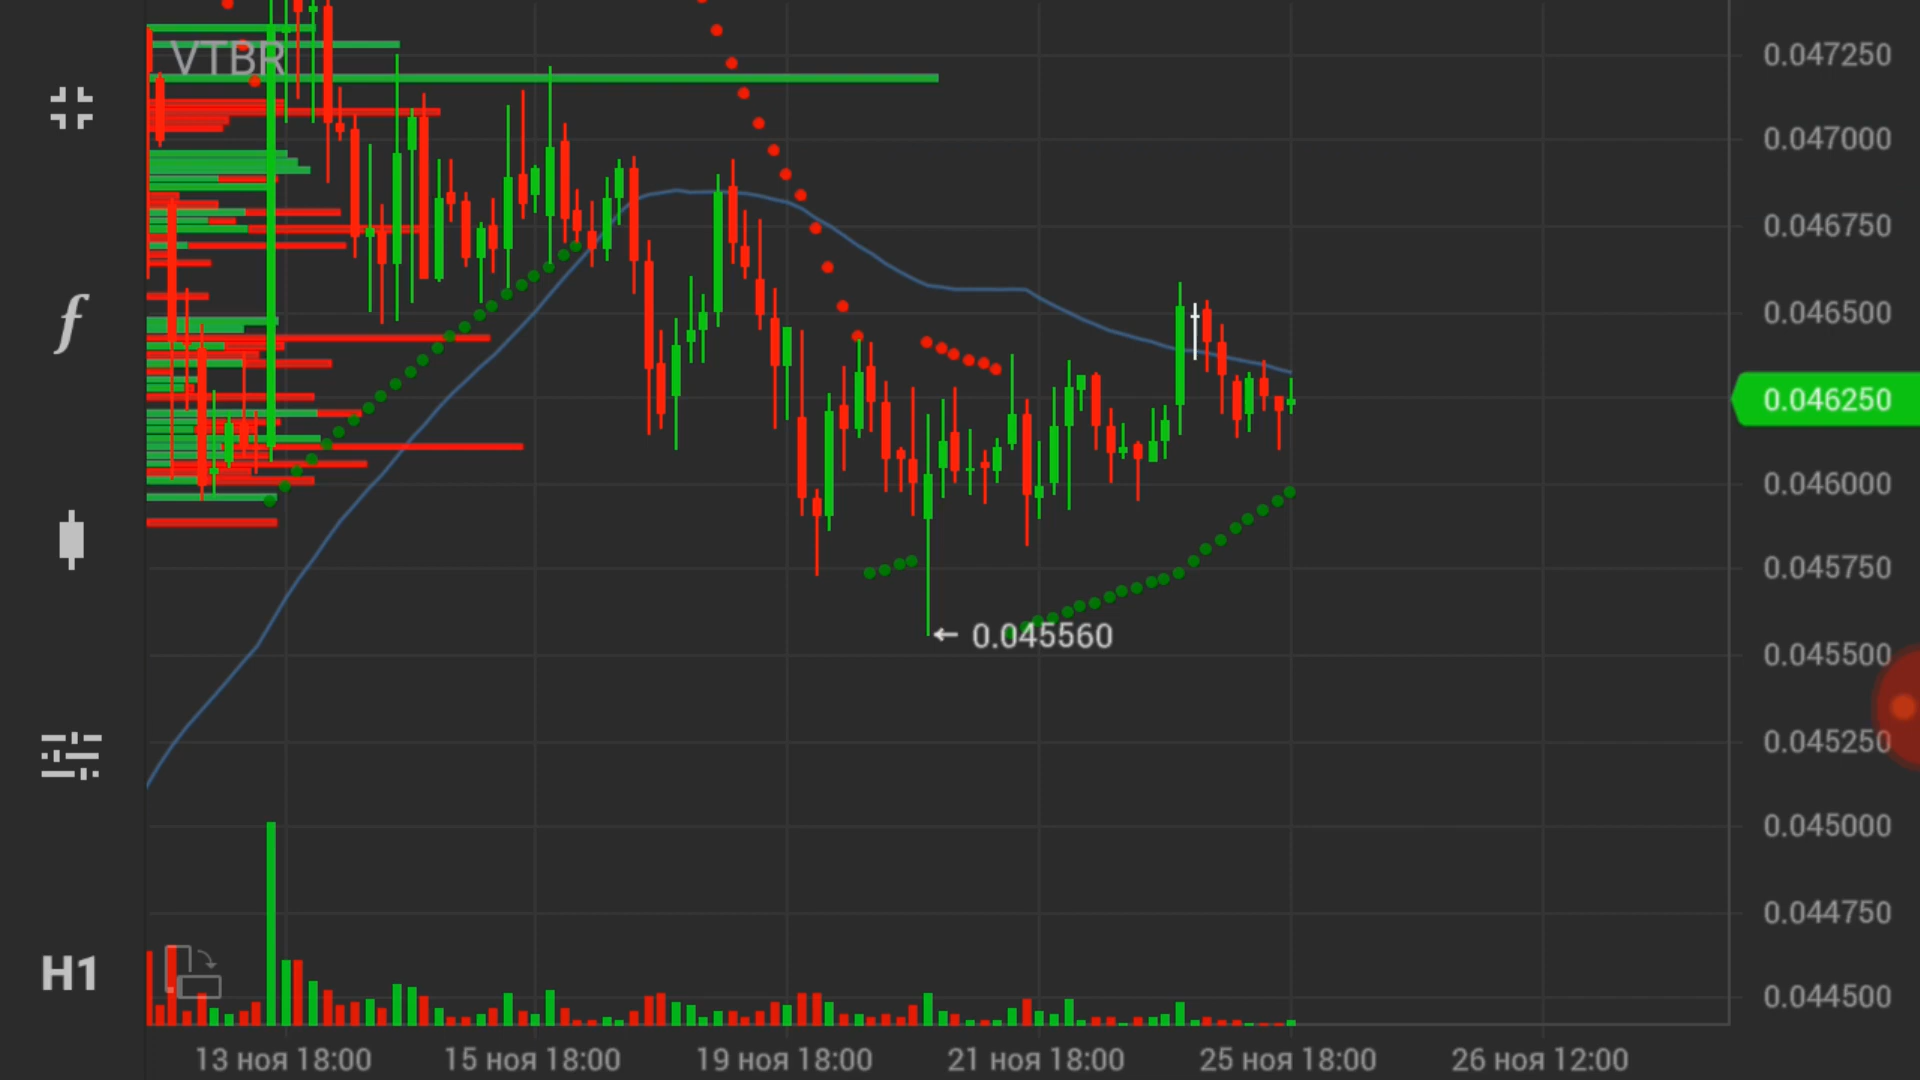 VTBR
0.047250
0.047000
0.046750
0.046500
0.046250
0.046000
0.045750
0.045500
0.045250
0.045000
0.044750
0.044500
← 0.045560
f
H1
13 ноя 18:00
15 ноя 18:00
19 ноя 18:00
21 ноя 18:00
25 ноя 18:00
26 ноя 12:00